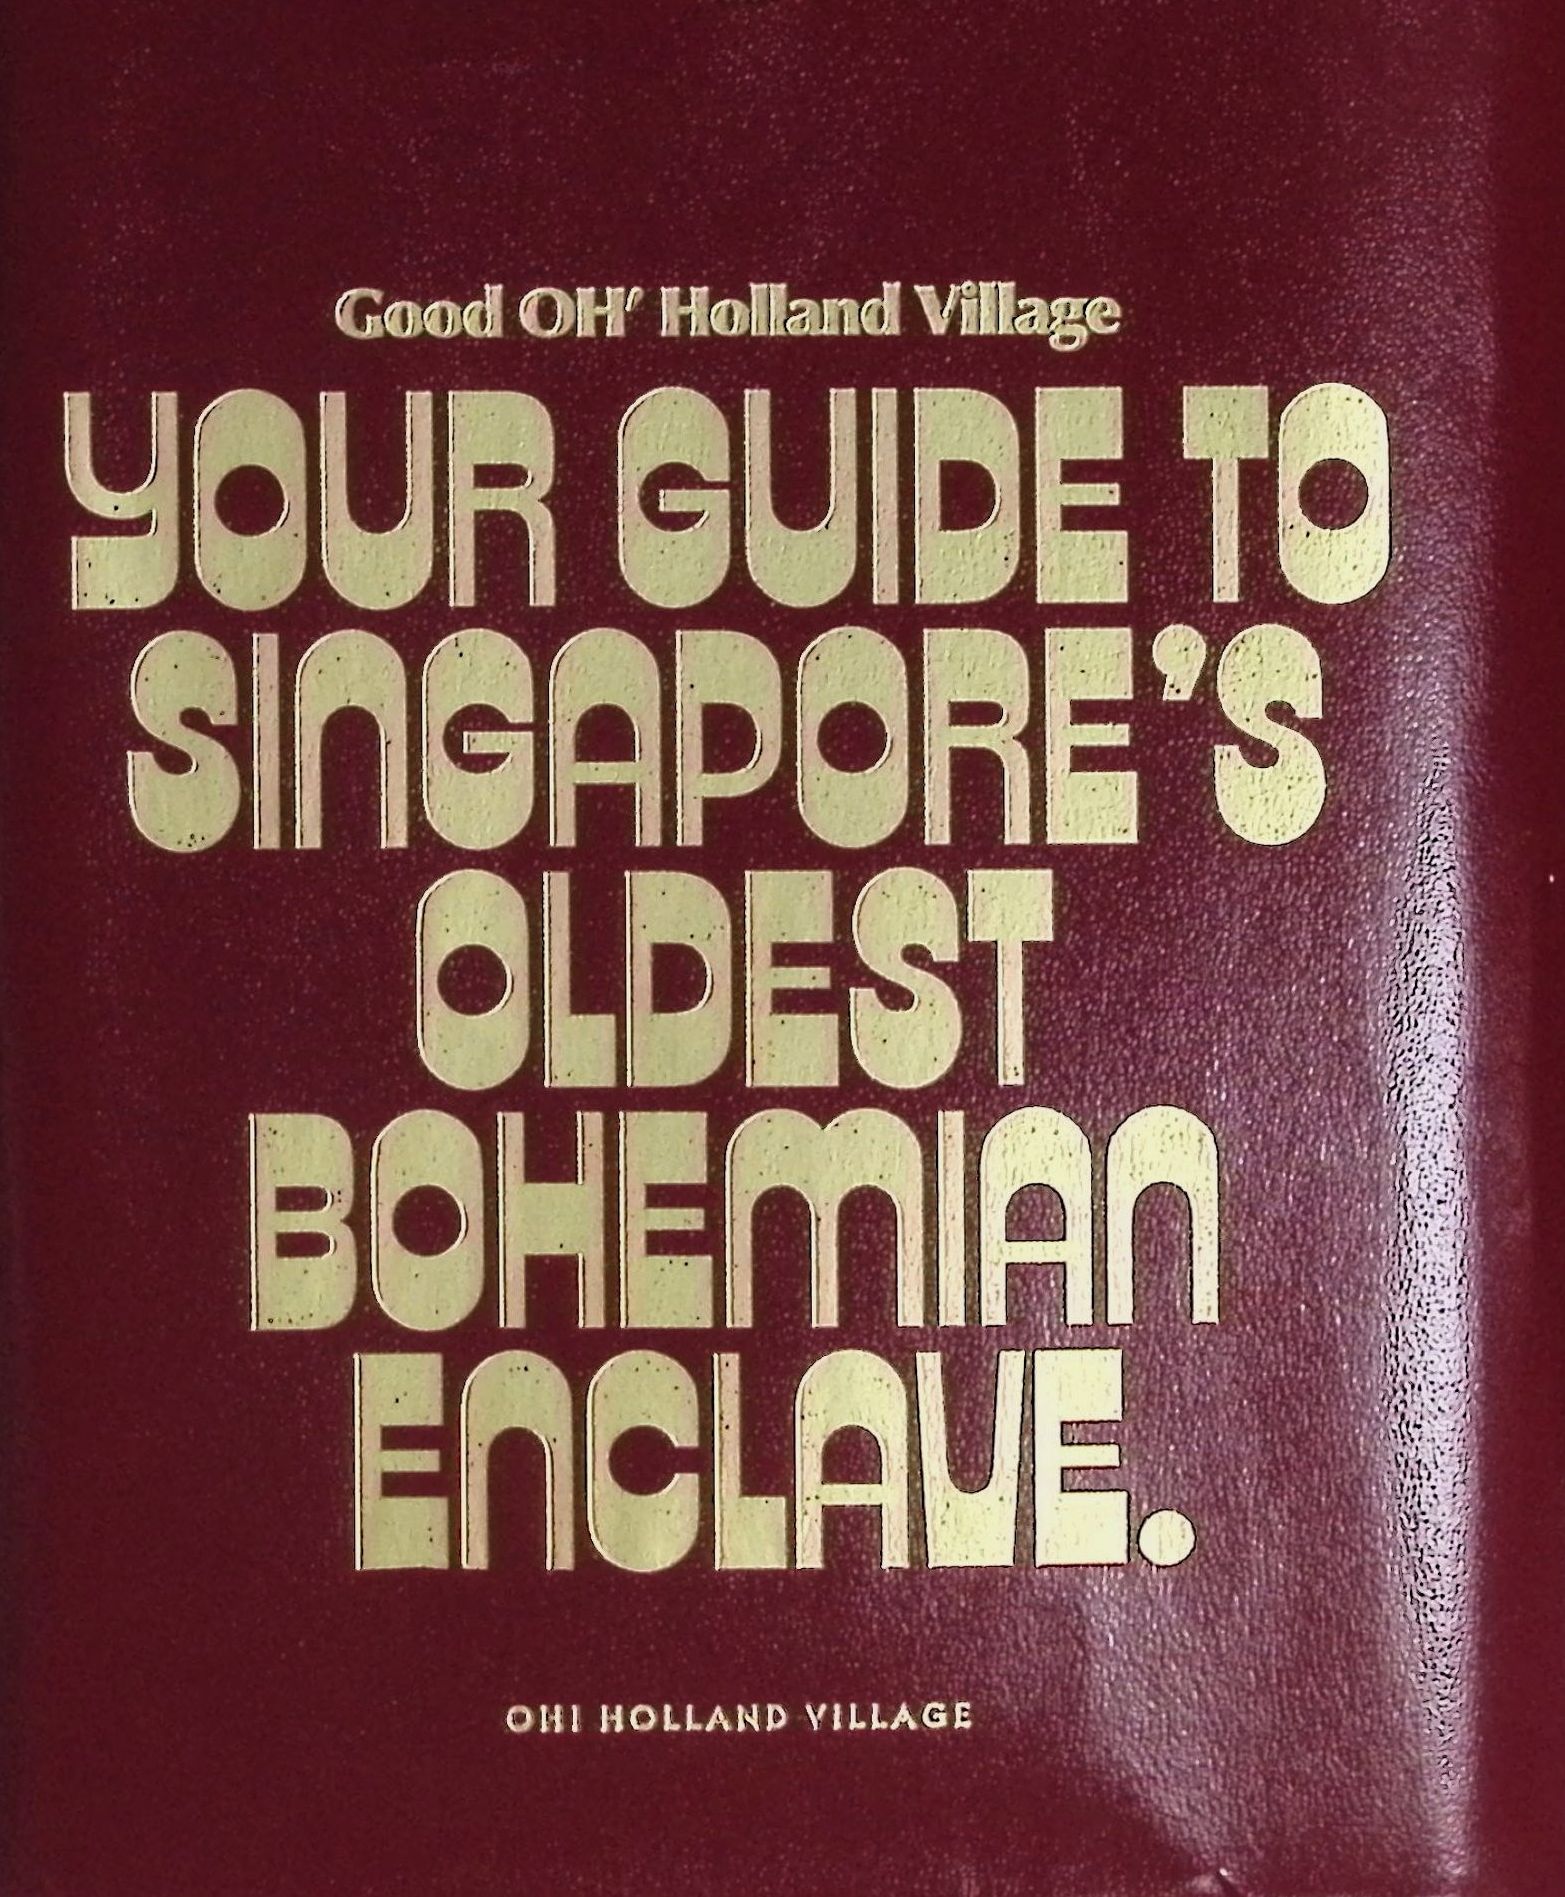 Good OH' Holland Village
YOUR GUIDE TO
SINGAPORE'S
OLDEST
BOHEMIAN
ENCLAVE.
OH! HOLLAND VILLAGE